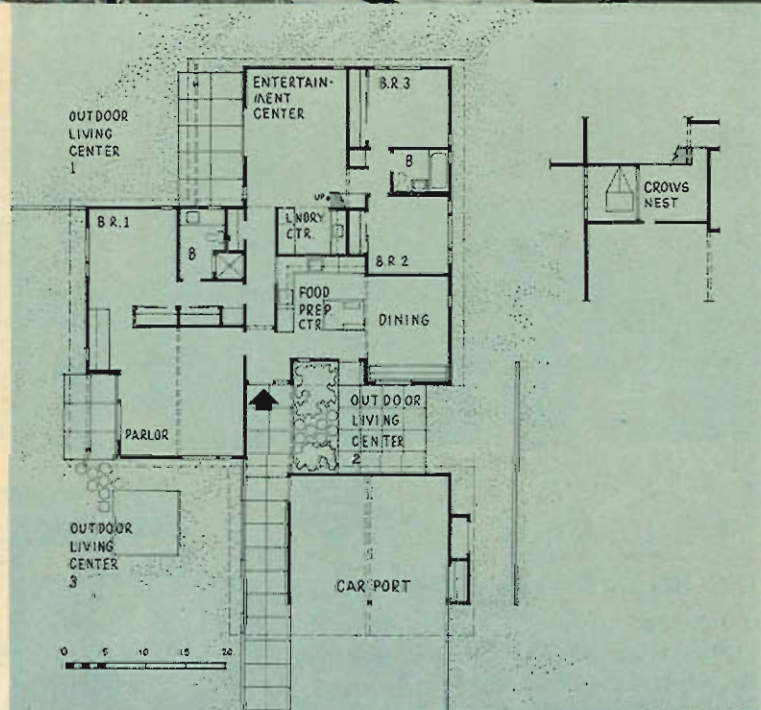 OUTDOOR
LIVING
CENTER
1
ENTERTAIN-
MENT
CENTER
B.R.3
B
B.R.1
B
UP
LNDRY
CTR.
B.R 2
FOOD
PREP
CTR
DINING
CROWS
NEST
PARLOR
OUTDOOR
LIVING
CENTER
2
OUTDOOR
LIVING
CENTER
3
CAR PORT
0 5 10 15 20